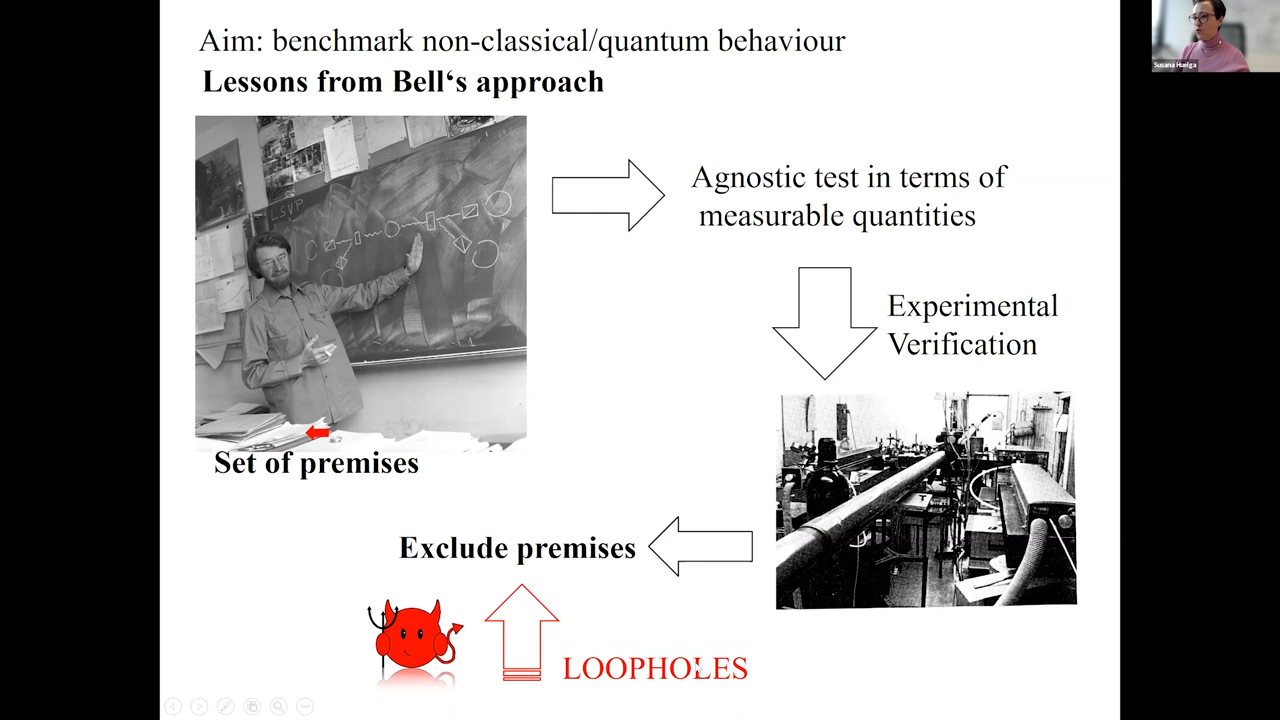 Aim: benchmark non-classical/quantum behaviour
Lessons from Bell‘s approach
Susana Huelga
LSVP
Agnostic test in terms of
measurable quantities
Experimental
Verification
Set of premises
Exclude premises
LOOPHOLES